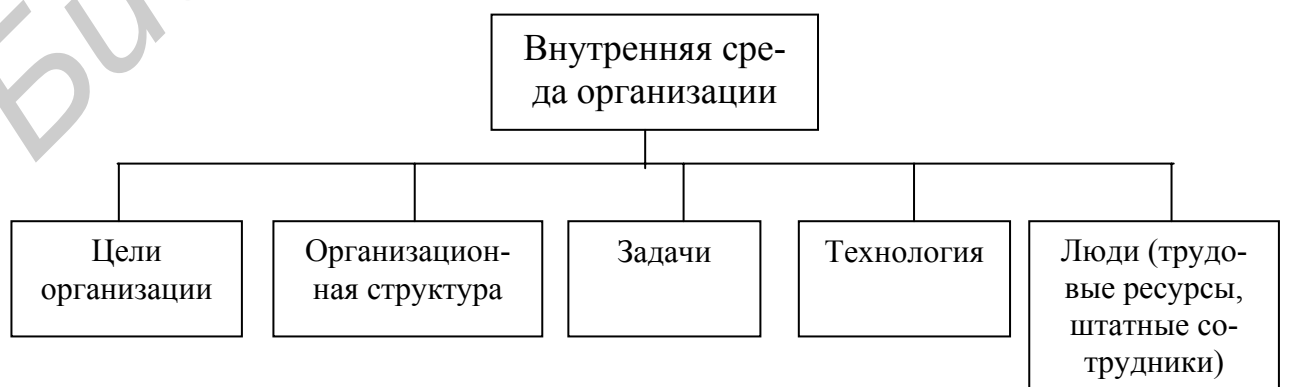 Внутренняя сре-
да организации
Цели
организации
Организацион-
ная структура
Задачи
Технология
Люди (трудо-
вые ресурсы,
штатные со-
трудники)